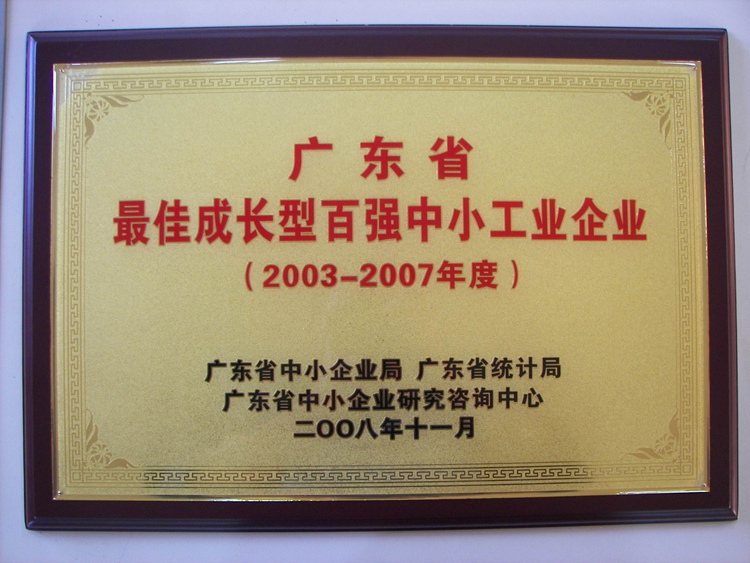 广东省
最佳成长型百强中小工业企业
（2003-2007年度）
广东省中小企业局 广东省统计局
广东省中小企业研究咨询中心
二OO八年十一月